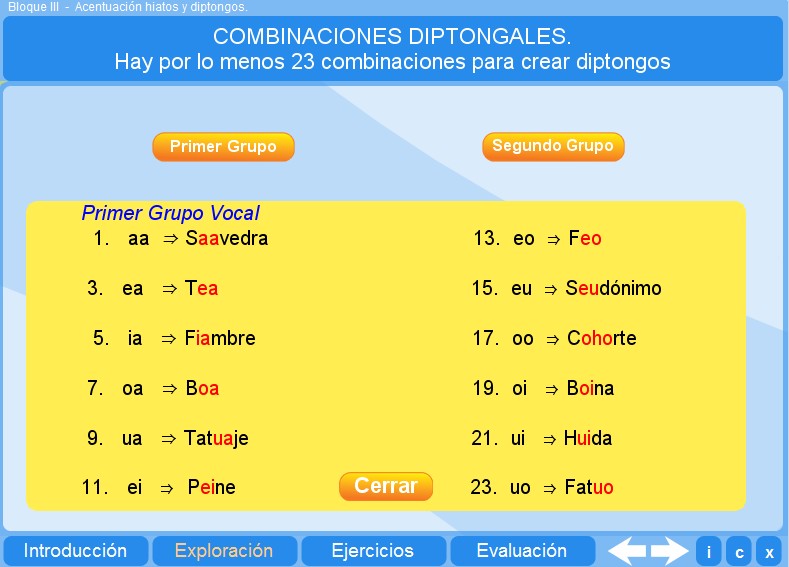 Bloque III - Acentuación hiatos y diptongos.
COMBINACIONES DIPTONGALES.
Hay por lo menos 23 combinaciones para crear diptongos
Primer Grupo
Segundo Grupo
Primer Grupo Vocal
1. aa ⇒ Saavedra
3. ea ⇒ Tea
5. ia ⇒ Fiambre
7. oa ⇒ Boa
9. ua ⇒ Tatuaje
11. ei ⇒ Peine
13. eo ⇒ Feo
15. eu ⇒ Seudónimo
17. oo ⇒ Cohorte
19. oi ⇒ Boina
21. ui ⇒ Huida
23. uo ⇒ Fatuo
Cerrar
Introducción
Exploración
Ejercicios
Evaluación
i
c
x